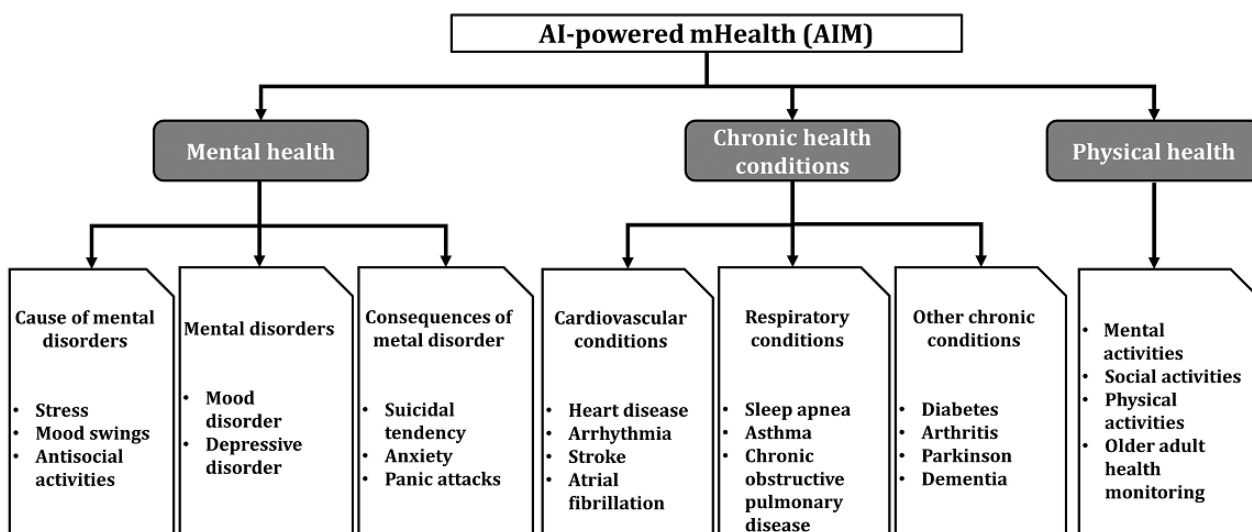 AI-powered mHealth (AIM)
Mental health
Chronic health
conditions
Physical health
Cause of mental
disorders
• Stress
• Mood swings
• Antisocial
activities
Mental disorders
• Mood
disorder
• Depressive
disorder
Consequences of
metal disorder
• Suicidal
tendency
• Anxiety
• Panic attacks
Cardiovascular
conditions
• Heart disease
• Arrhythmia
• Stroke
• Atrial
fibrillation
Respiratory
conditions
• Sleep apnea
• Asthma
• Chronic
obstructive
pulmonary
disease
Other chronic
conditions
• Diabetes
• Arthritis
• Parkinson
• Dementia
• Mental
activities
• Social activities
• Physical
activities
• Older adult
health
monitoring